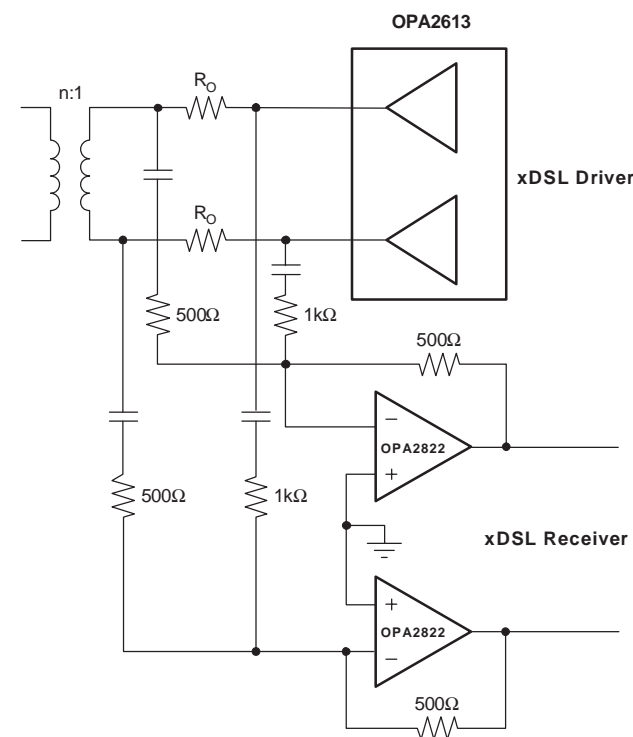 OPA2613
n:1
R_O
xDSL Driver
R_O
500Ω
1kΩ
500Ω
−
OPA2822
+
500Ω
1kΩ
xDSL Receiver
+
OPA2822
−
500Ω